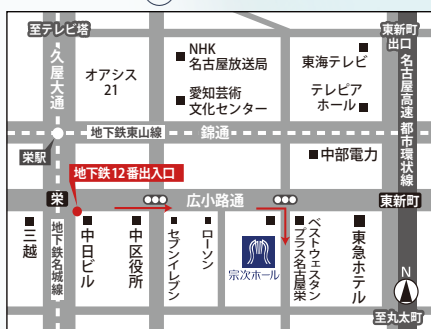 至テレビ塔
久屋大通
オアシス
21
NHK
名古屋放送局
愛知芸術
文化センター
東海テレビ
テレピア
ホール
東新町
出口
名古屋高速 都市環状線
地下鉄東山線
錦通
栄駅
地下鉄12番出入口
中部電力
栄
広小路通
東新町
三越
地下鉄名城線
中日ビル
中区役所
セブンイレブン
ローソン
宗次ホール
ベストウェスタン
プラス名古屋栄
東急ホテル
N
至丸太町